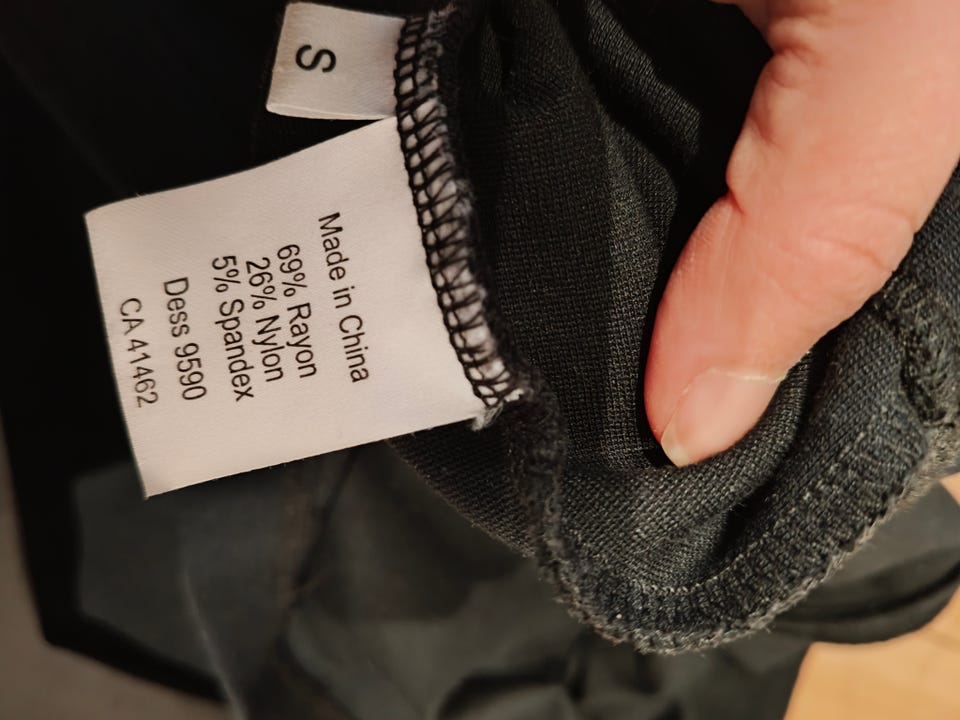 S
Made in China
69% Rayon
26% Nylon
5% Spandex
Dess 9590
CA 41462